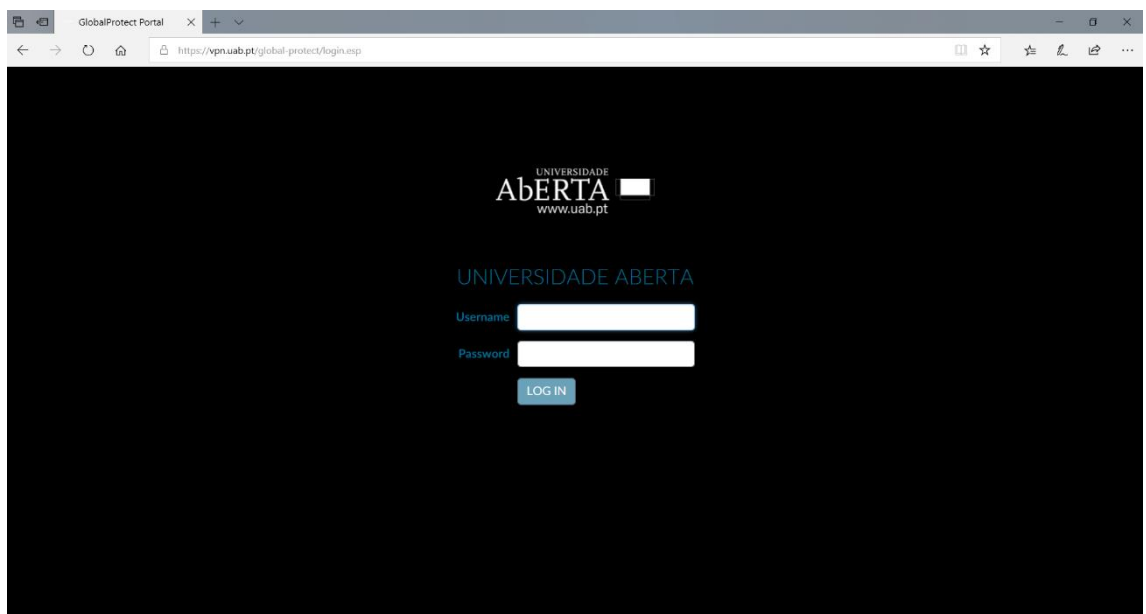 GlobalProtect Portal
https://vpn.uab.pt/global-protect/login.esp
UNIVERSIDADE
AbERTA
www.uab.pt
UNIVERSIDADE ABERTA
Username
Password
LOG IN